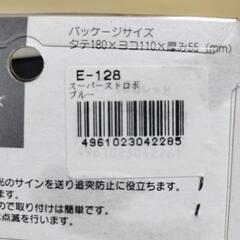 パッケージサイズ
タテ180×ヨコ110×厚み55 (mm)
E-128
スーパーストロボ
ブルー
4961023042285
光のサインを送り追突防止に役立ちます。
ので取り付けは簡単です。
は点滅を行います。